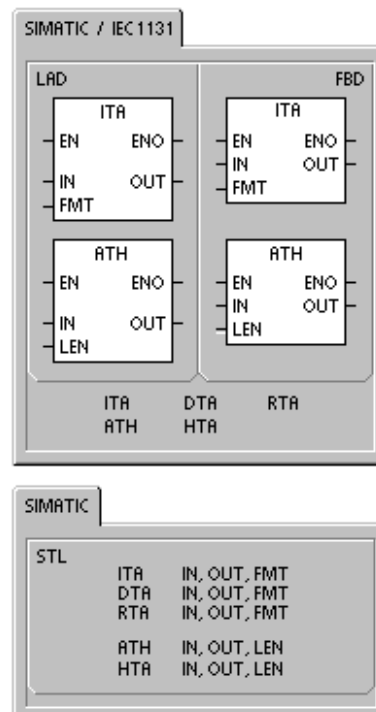 SIMATIC / IEC1131
LAD FBD
ITA ITA
EN ENO EN ENO
IN OUT IN OUT
FMT FMT
ATH ATH
EN ENO EN ENO
IN OUT IN OUT
LEN LEN
ITA DTA RTA
ATH HTA
SIMATIC
STL
ITA IN, OUT, FMT
DTA IN, OUT, FMT
RTA IN, OUT, FMT
ATH IN, OUT, LEN
HTA IN, OUT, LEN